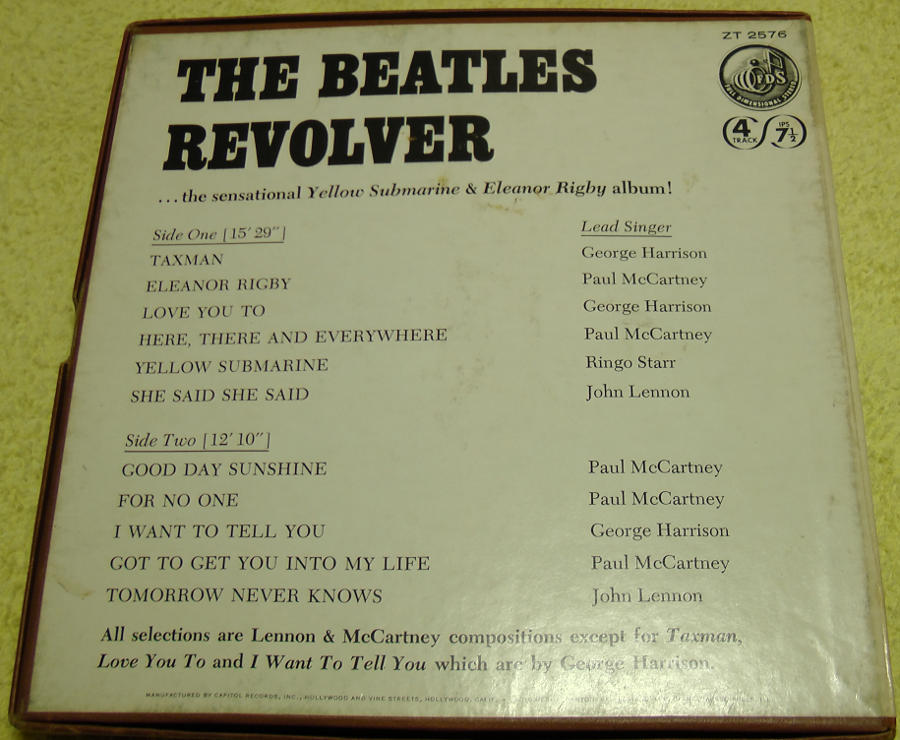 ZT 2576
FDS
FULL DIMENSIONAL STEREO
4 TRACK
IPS 7½
THE BEATLES
REVOLVER
...the sensational Yellow Submarine & Eleanor Rigby album!
Side One [15′ 29″] Lead Singer
TAXMAN George Harrison
ELEANOR RIGBY Paul McCartney
LOVE YOU TO George Harrison
HERE, THERE AND EVERYWHERE Paul McCartney
YELLOW SUBMARINE Ringo Starr
SHE SAID SHE SAID John Lennon
Side Two [12′ 10″]
GOOD DAY SUNSHINE Paul McCartney
FOR NO ONE Paul McCartney
I WANT TO TELL YOU George Harrison
GOT TO GET YOU INTO MY LIFE Paul McCartney
TOMORROW NEVER KNOWS John Lennon
All selections are Lennon & McCartney compositions except for Taxman,
Love You To and I Want To Tell You which are by George Harrison.
MANUFACTURED BY CAPITOL RECORDS, INC., HOLLYWOOD AND VINE STREETS, HOLLYWOOD, CALIF.